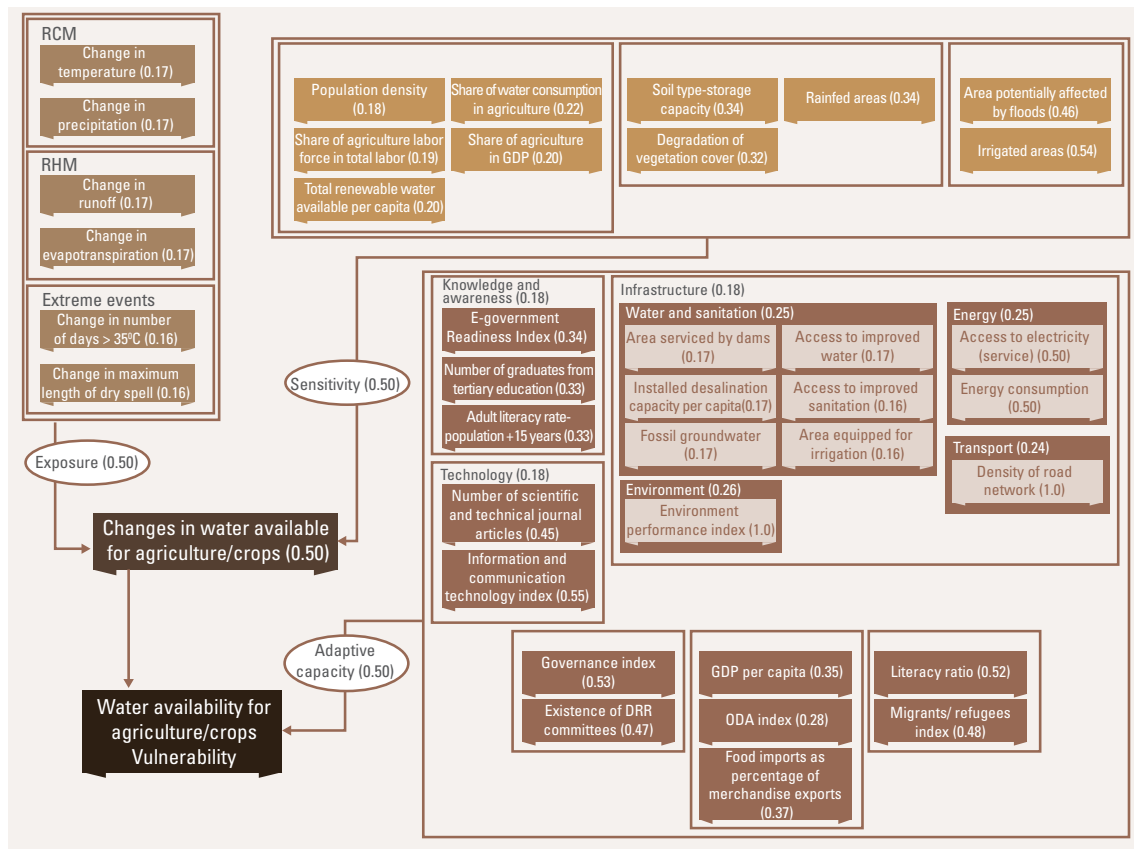 RCM
Change in
temperature (0.17)
Change in
precipitation (0.17)
RHM
Change in
runoff (0.17)
Change in
evapotranspiration (0.17)
Extreme events
Change in number
of days > 35ºC (0.16)
Change in maximum
length of dry spell (0.16)
Exposure (0.50)
Population density
(0.18)
Share of water consumption
in agriculture (0.22)
Share of agriculture labor
force in total labor (0.19)
Share of agriculture
in GDP (0.20)
Total renewable water
available per capita (0.20)
Soil type-storage
capacity (0.34)
Rainfed areas (0.34)
Degradation of
vegetation cover (0.32)
Area potentially affected
by floods (0.46)
Irrigated areas (0.54)
Sensitivity (0.50)
Changes in water available
for agriculture/crops (0.50)
Knowledge and
awareness (0.18)
E-government
Readiness Index (0.34)
Number of graduates from
tertiary education (0.33)
Adult literacy rate-
population +15 years (0.33)
Technology (0.18)
Number of scientific
and technical journal
articles (0.45)
Information and
communication
technology index (0.55)
Infrastructure (0.18)
Water and sanitation (0.25)
Area serviced by dams
(0.17)
Access to improved
water (0.17)
Installed desalination
capacity per capita(0.17)
Access to improved
sanitation (0.16)
Fossil groundwater
(0.17)
Area equipped for
irrigation (0.16)
Environment (0.26)
Environment
performance index (1.0)
Energy (0.25)
Access to electricity
(service) (0.50)
Energy consumption
(0.50)
Transport (0.24)
Density of road
network (1.0)
Adaptive
capacity (0.50)
Governance index
(0.53)
Existence of DRR
committees (0.47)
GDP per capita (0.35)
ODA index (0.28)
Food imports as
percentage of
merchandise exports
(0.37)
Literacy ratio (0.52)
Migrants/ refugees
index (0.48)
Water availability for
agriculture/crops
Vulnerability